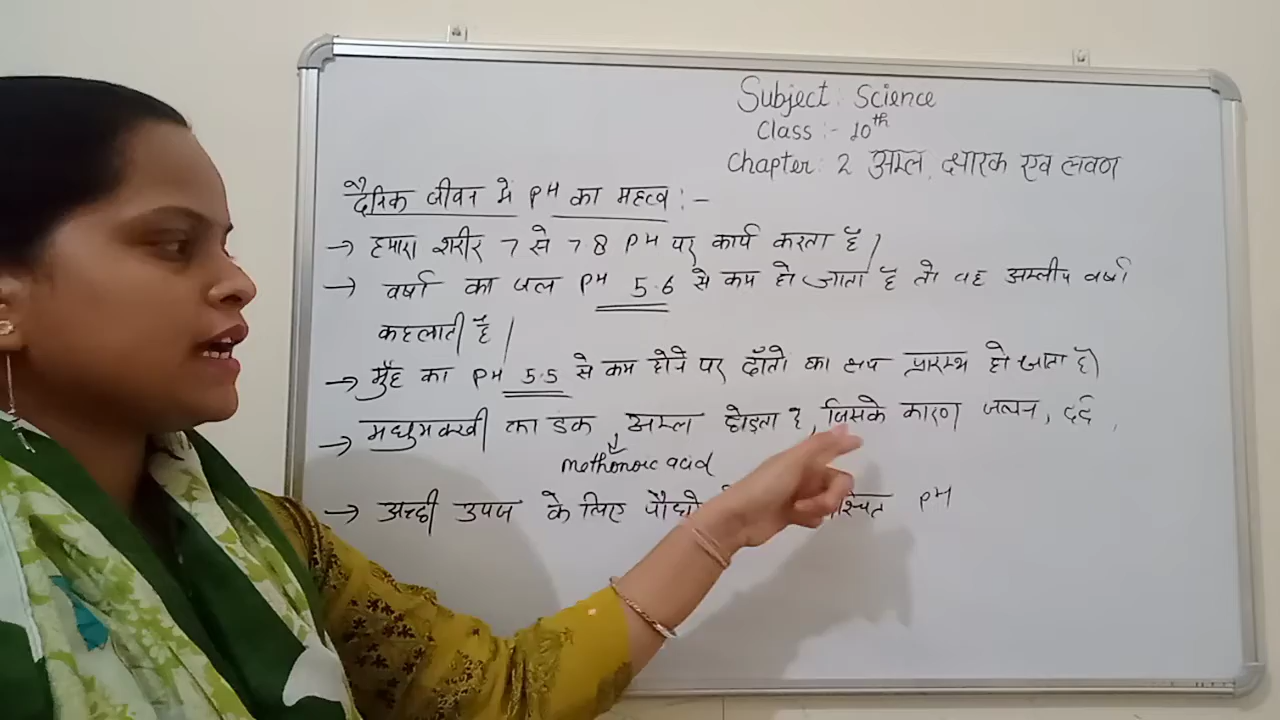 Subject: Science
Class :- 10th
Chapter: 2 अम्ल, क्षारक एव लवण
दैनिक जीवन मे PH का महत्व :-
→ हमारा शरीर 7 से 7 8 PH पर कार्य करता है।
→ वर्षा का जल PH 5.6 से कम हो जाता है तो वह अम्लीय वर्षा
कहलाती है।
→ मुँह का PH 5.5 से कम होने पर दाँतो का क्षय प्रारम्भ हो जाता है।
→ मधुमक्खी का डंक अम्ल छोड़ता है, जिसके कारण जलन, दर्द,
methonoic acid
→ अच्छी उपज के लिए पौधो PH